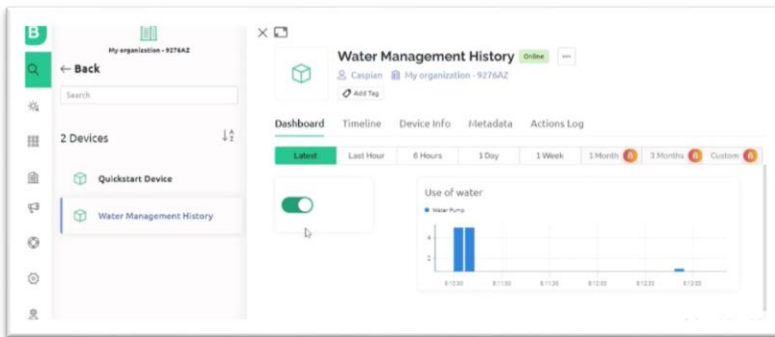 B
My organization - 9276AZ
← Back
Search
2 Devices
Quickstart Device
Water Management History
Water Management History
Online
Caspian My organization - 9276AZ
Add Tag
Dashboard Timeline Device Info Metadata Actions Log
Latest Last Hour 6 Hours 1 Day 1 Week 1 Month 3 Months Custom
Use of water
Water Pump
4
2